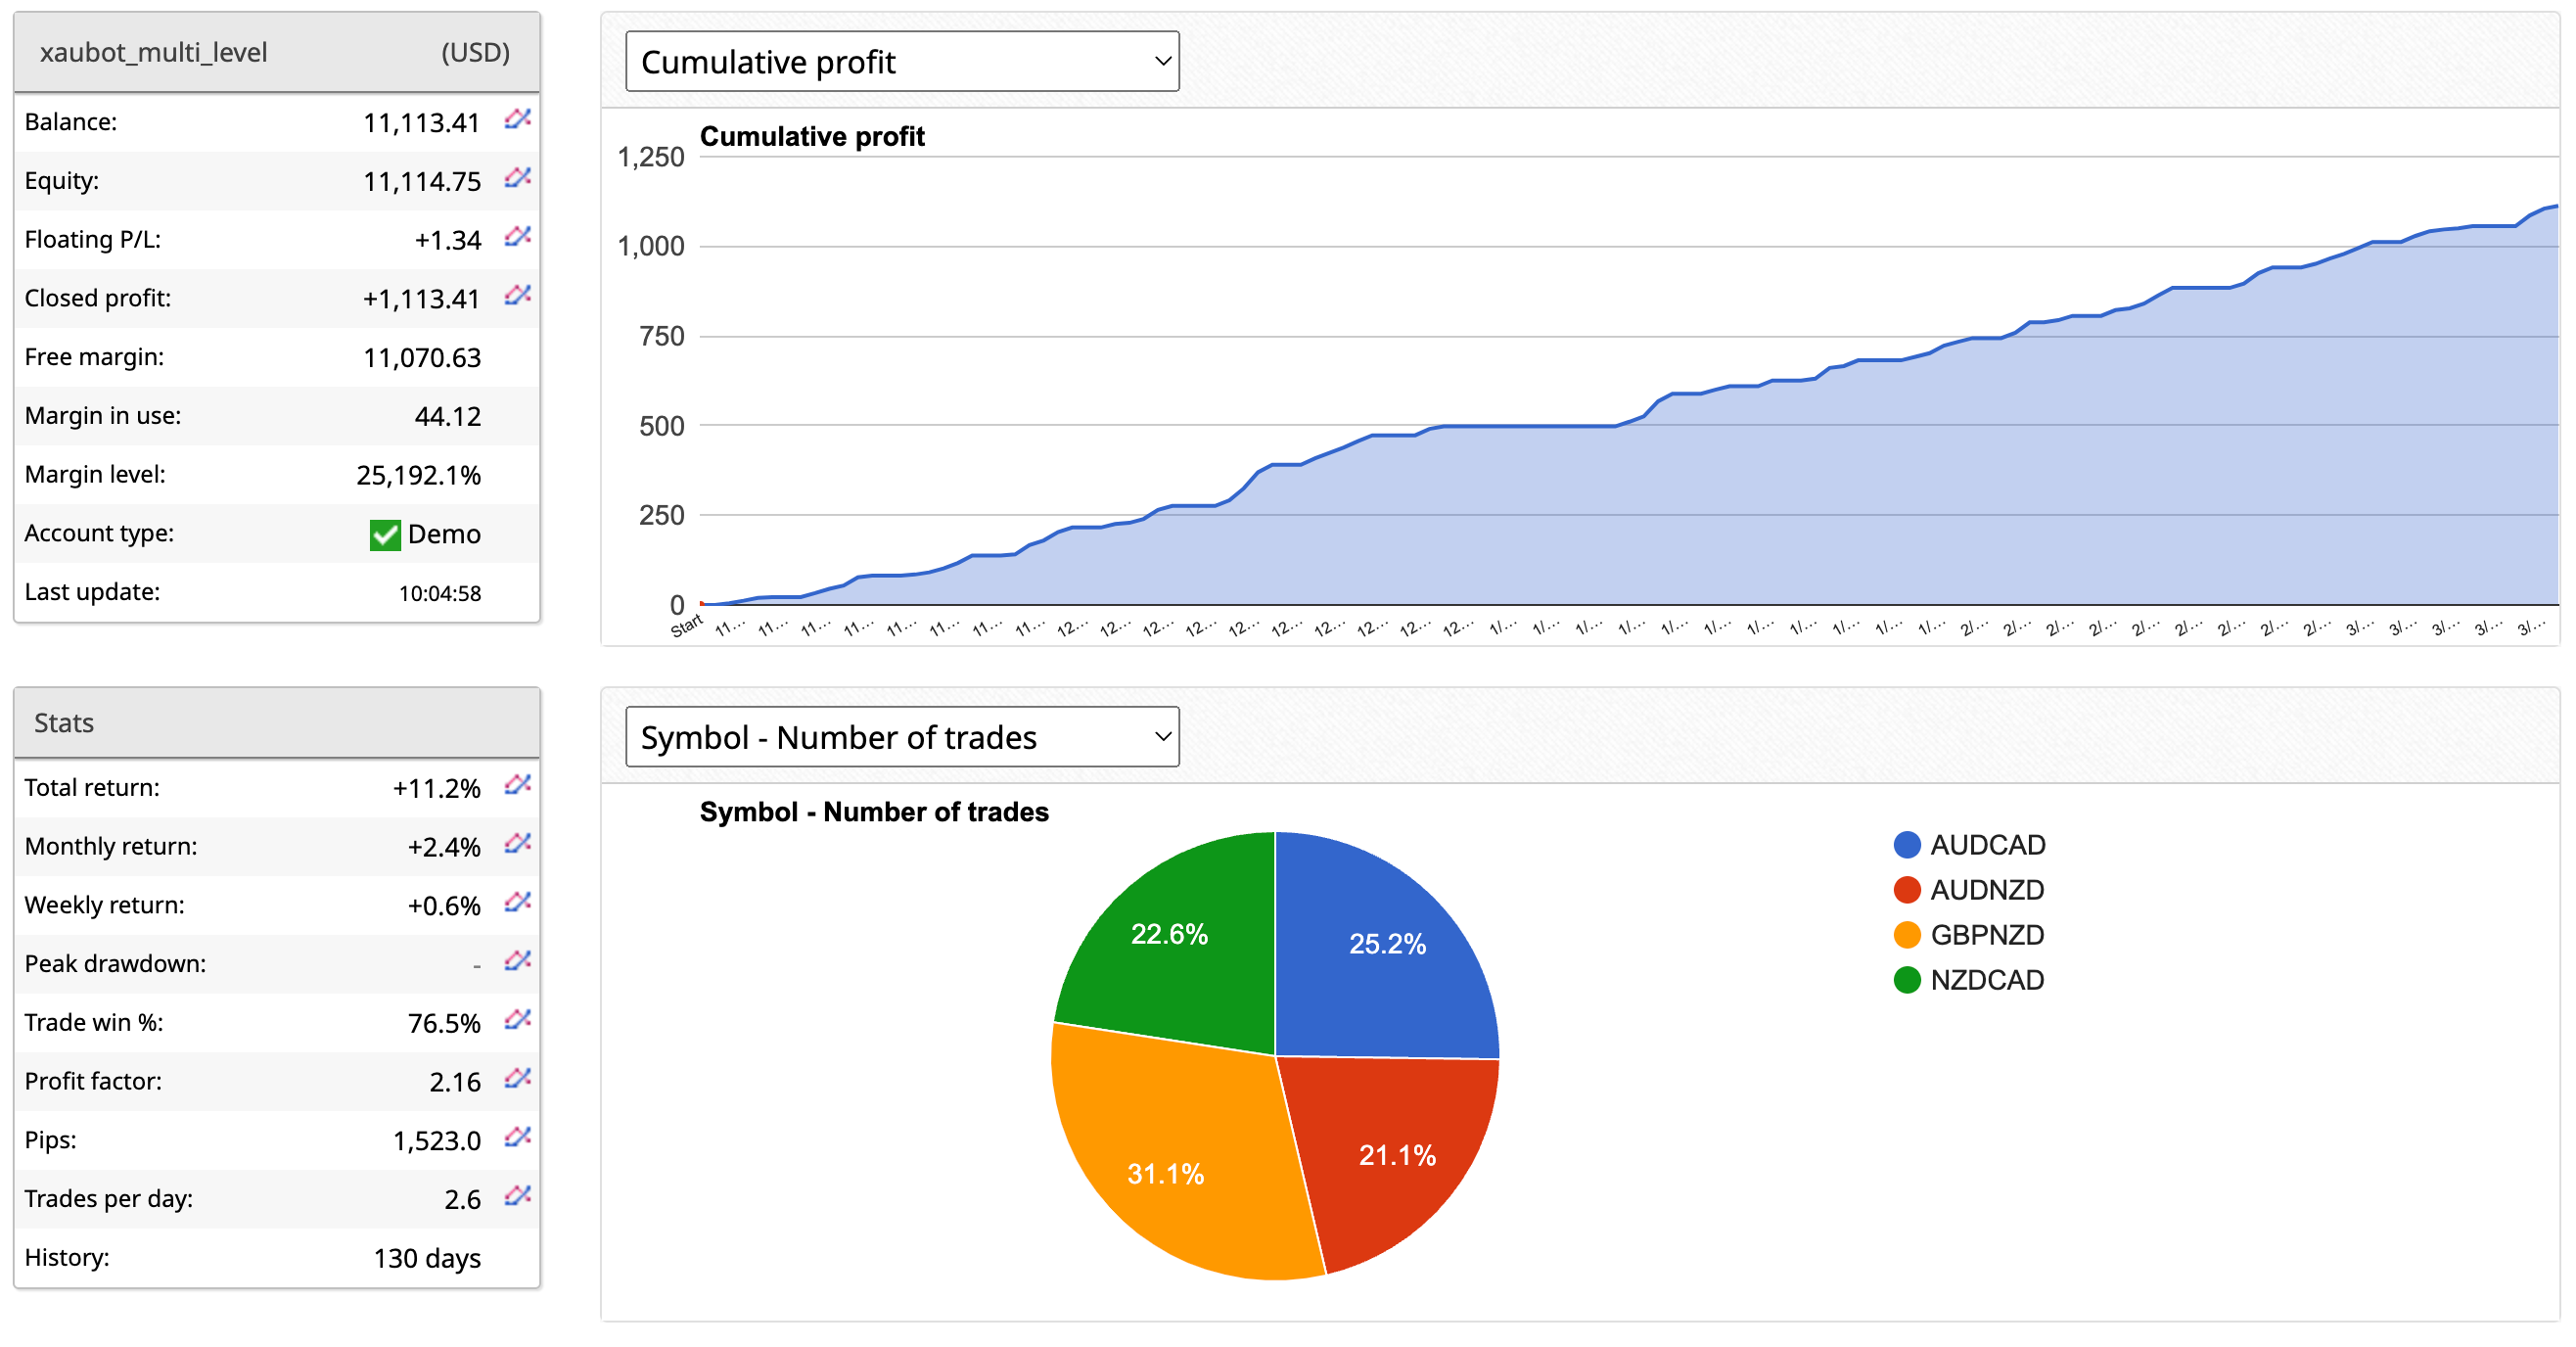 xaubot_multi_level (USD)
Balance: 11,113.41
Equity: 11,114.75
Floating P/L: +1.34
Closed profit: +1,113.41
Free margin: 11,070.63
Margin in use: 44.12
Margin level: 25,192.1%
Account type: Demo
Last update: 10:04:58
Cumulative profit
Cumulative profit
1,250
1,000
750
500
250
0
Start 11... 11... 11... 11... 11... 11... 11... 11... 12... 12... 12... 12... 12... 12... 12... 12... 12... 12... 1/... 1/... 1/... 1/... 1/... 1/... 1/... 1/... 1/... 1/... 1/... 2/... 2/... 2/... 2/... 2/... 2/... 2/... 2/... 2/... 3/... 3/... 3/... 3/... 3/...
Stats
Total return: +11.2%
Monthly return: +2.4%
Weekly return: +0.6%
Peak drawdown: -
Trade win %: 76.5%
Profit factor: 2.16
Pips: 1,523.0
Trades per day: 2.6
History: 130 days
Symbol - Number of trades
Symbol - Number of trades
22.6%
25.2%
31.1%
21.1%
AUDCAD
AUDNZD
GBPNZD
NZDCAD